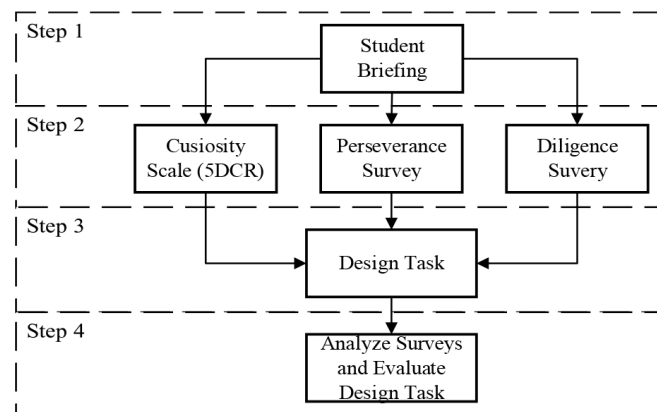 Step 1
Student
Briefing
Step 2
Cusiosity
Scale (5DCR)
Perseverance
Survey
Diligence
Suvery
Step 3
Design Task
Step 4
Analyze Surveys
and Evaluate
Design Task